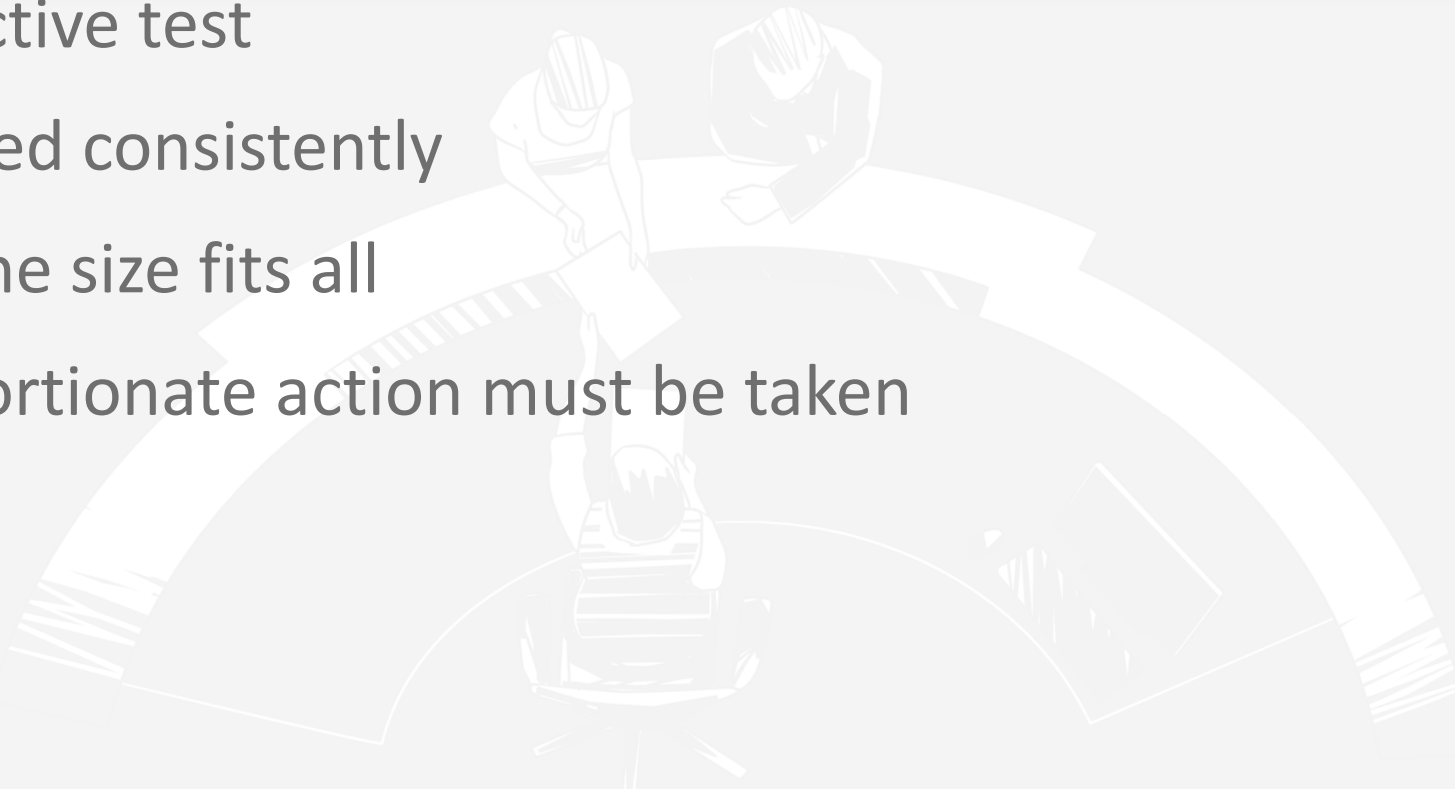 ctive test
ed consistently
ne size fits all
ortionate action must be taken